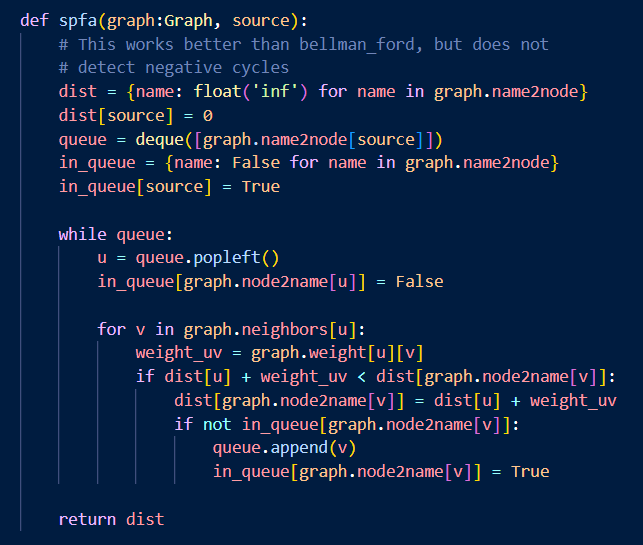 def spfa(graph:Graph, source):
    # This works better than bellman_ford, but does not
    # detect negative cycles
    dist = {name: float('inf') for name in graph.name2node}
    dist[source] = 0
    queue = deque([graph.name2node[source]])
    in_queue = {name: False for name in graph.name2node}
    in_queue[source] = True

    while queue:
        u = queue.popleft()
        in_queue[graph.node2name[u]] = False

        for v in graph.neighbors[u]:
            weight_uv = graph.weight[u][v]
            if dist[u] + weight_uv < dist[graph.node2name[v]]:
                dist[graph.node2name[v]] = dist[u] + weight_uv
                if not in_queue[graph.node2name[v]]:
                    queue.append(v)
                    in_queue[graph.node2name[v]] = True

    return dist